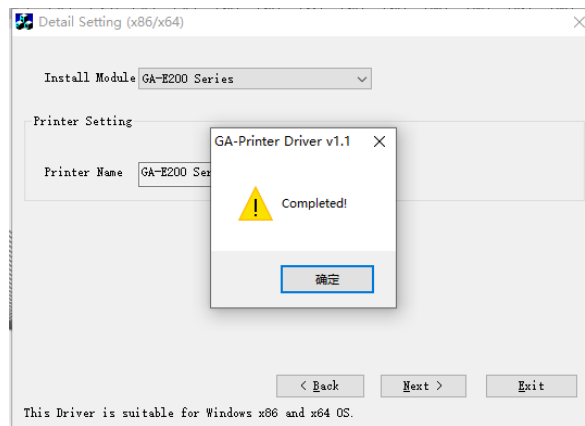 Detail Setting (x86/x64)
Install Module GA-E200 Series
Printer Setting
GA-Printer Driver v1.1
Printer Name GA-E200 Ser
Completed!
确定
< Back Next > Exit
This Driver is suitable for Windows x86 and x64 OS.